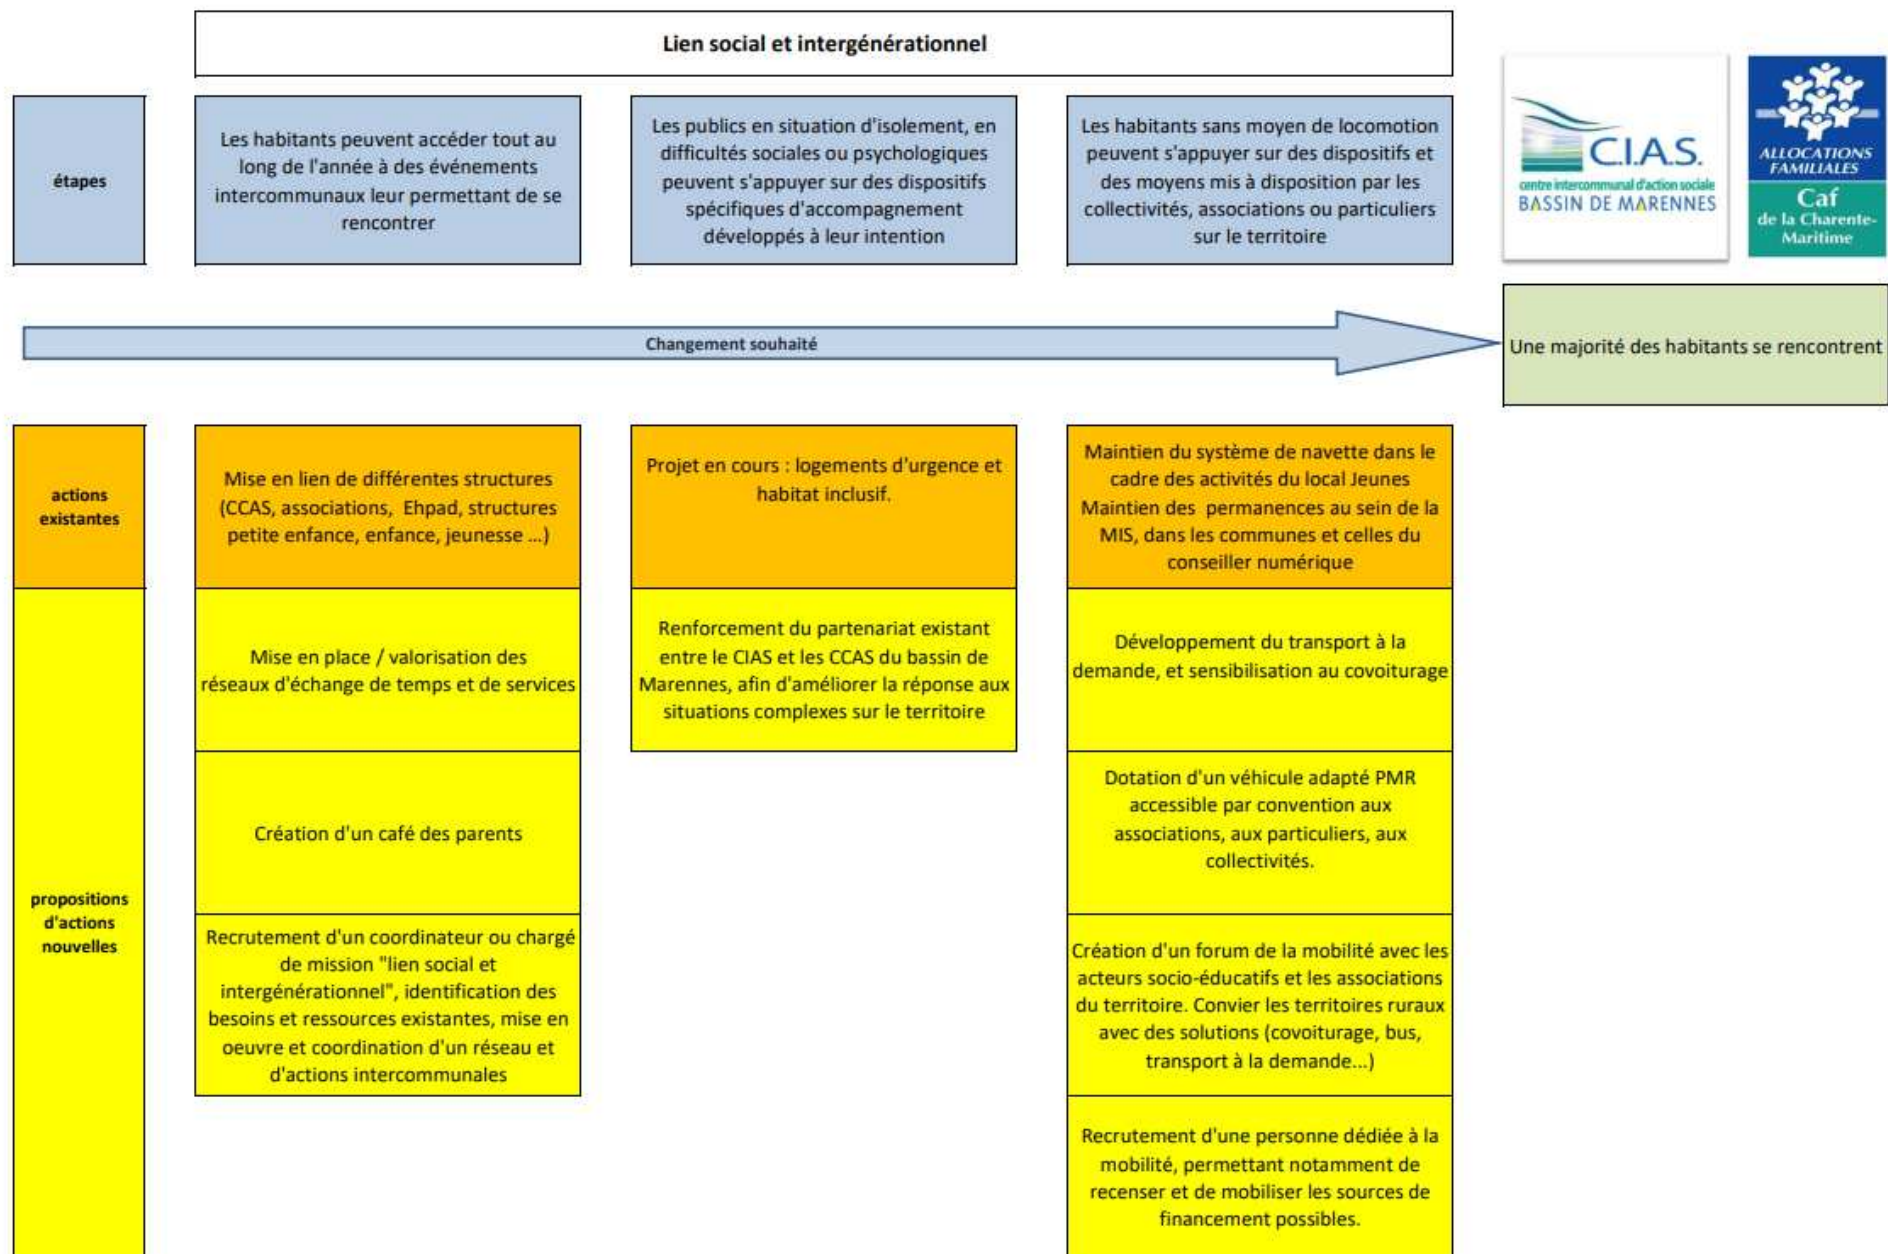 Lien social et intergénérationnel
étapes
Les habitants peuvent accéder tout au
long de l'année à des événements
intercommunaux leur permettant de se
rencontrer
Les publics en situation d'isolement, en
difficultés sociales ou psychologiques
peuvent s'appuyer sur des dispositifs
spécifiques d'accompagnement
développés à leur intention
Les habitants sans moyen de locomotion
peuvent s'appuyer sur des dispositifs et
des moyens mis à disposition par les
collectivités, associations ou particuliers
sur le territoire
C.I.A.S.
centre intercommunal d'action sociale
BASSIN DE MARENNES
ALLOCATIONS
FAMILIALES
Caf
de la Charente-
Maritime
Changement souhaité
Une majorité des habitants se rencontrent
actions
existantes
Mise en lien de différentes structures
(CCAS, associations, Ehpad, structures
petite enfance, enfance, jeunesse ...)
Projet en cours : logements d'urgence et
habitat inclusif.
Maintien du système de navette dans le
cadre des activités du local Jeunes
Maintien des permanences au sein de la
MIS, dans les communes et celles du
conseiller numérique
propositions
d'actions
nouvelles
Mise en place / valorisation des
réseaux d'échange de temps et de services
Renforcement du partenariat existant
entre le CIAS et les CCAS du bassin de
Marennes, afin d'améliorer la réponse aux
situations complexes sur le territoire
Développement du transport à la
demande, et sensibilisation au covoiturage
Création d'un café des parents
Dotation d'un véhicule adapté PMR
accessible par convention aux
associations, aux particuliers, aux
collectivités.
Recrutement d'un coordinateur ou chargé
de mission "lien social et
intergénérationnel", identification des
besoins et ressources existantes, mise en
oeuvre et coordination d'un réseau et
d'actions intercommunales
Création d'un forum de la mobilité avec les
acteurs socio-éducatifs et les associations
du territoire. Convier les territoires ruraux
avec des solutions (covoiturage, bus,
transport à la demande...)
Recrutement d'une personne dédiée à la
mobilité, permettant notamment de
recenser et de mobiliser les sources de
financement possibles.